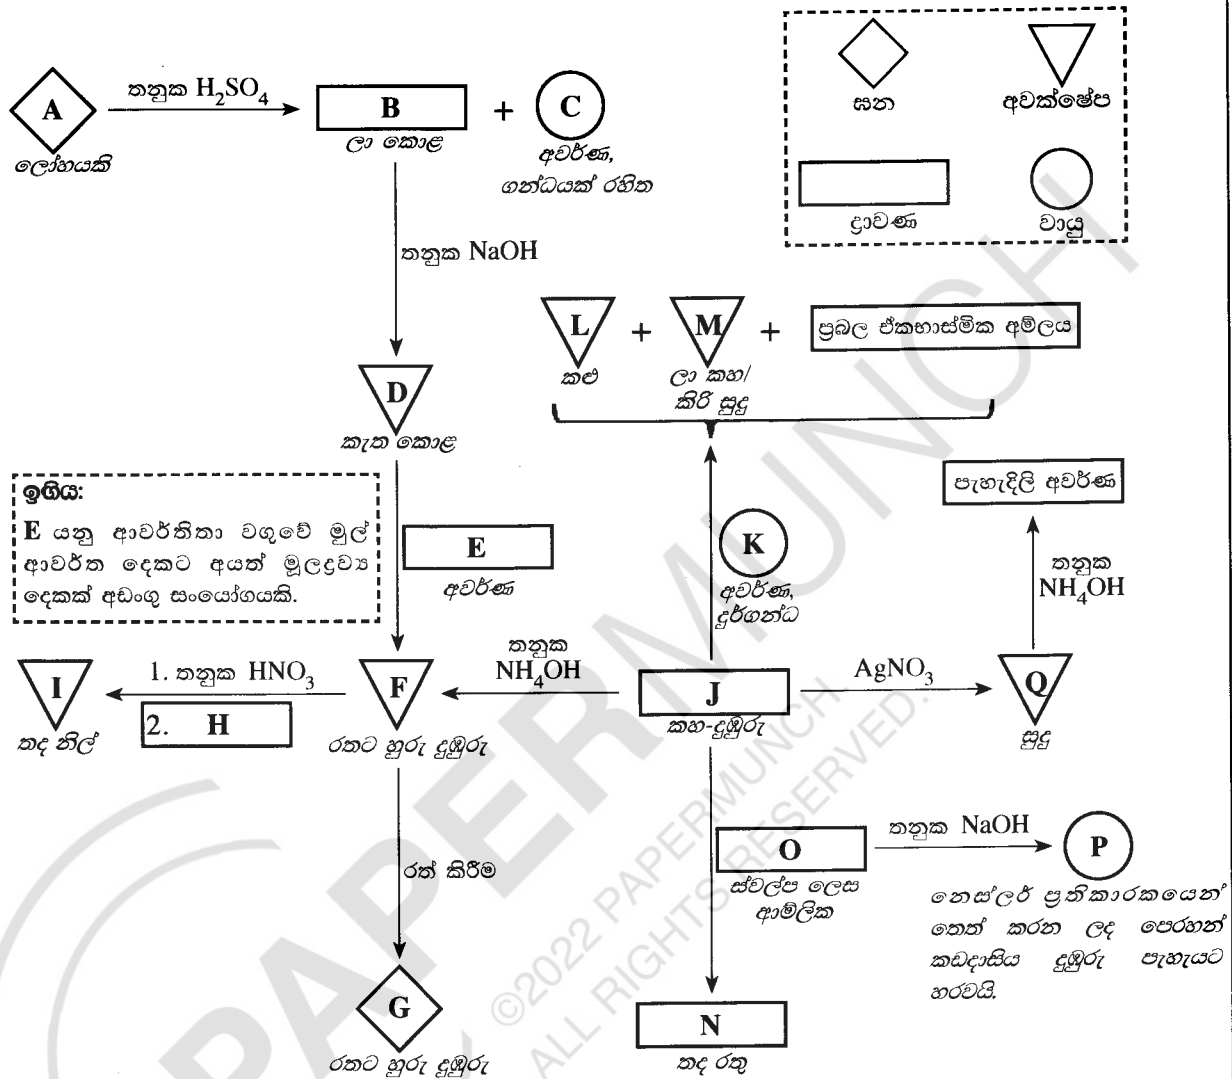 A
ලෝහයකි
තනුක H₂SO₄
B
ලා කොළ
+
C
අවර්ණ,
ගන්ධයක් රහිත
ඝන
අවක්ෂේප
ද්‍රාවණ
වායු
තනුක NaOH
D
කැත කොළ
L
කළු
+
M
ලා කහ/
කිරි සුදු
+
ප්‍රබල ඒකභාස්මික අම්ලය
ඉඟිය:
E යනු ආවර්තිතා වගුවේ මුල්
ආවර්ත දෙකට අයත් මූලද්‍රව්‍ය
දෙකක් අඩංගු සංයෝගයකි.
E
අවර්ණ
K
අවර්ණ,
දුර්ගන්ධ
පැහැදිලි අවර්ණ
තනුක
NH₄OH
I
තද නිල්
1. තනුක HNO₃
2. H
F
රතට හුරු දුඹුරු
තනුක
NH₄OH
J
කහ-දුඹුරු
AgNO₃
Q
සුදු
රත් කිරීම
G
රතට හුරු දුඹුරු
O
ස්වල්ප ලෙස
ආම්ලික
තනුක NaOH
P
නෙස්ලර් ප්‍රතිකාරකයෙන්
තෙත් කරන ලද පෙරහන්
කඩදාසිය දුඹුරු පැහැයට
හරවයි.
N
තද රතු
PAPERMUNCH
©2022 PAPERMUNCH
ALL RIGHTS RESERVED.